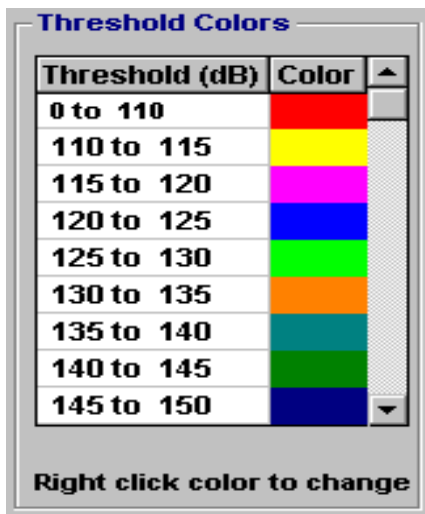 Threshold Colors
Threshold (dB) Color
0 to 110
110 to 115
115 to 120
120 to 125
125 to 130
130 to 135
135 to 140
140 to 145
145 to 150
Right click color to change